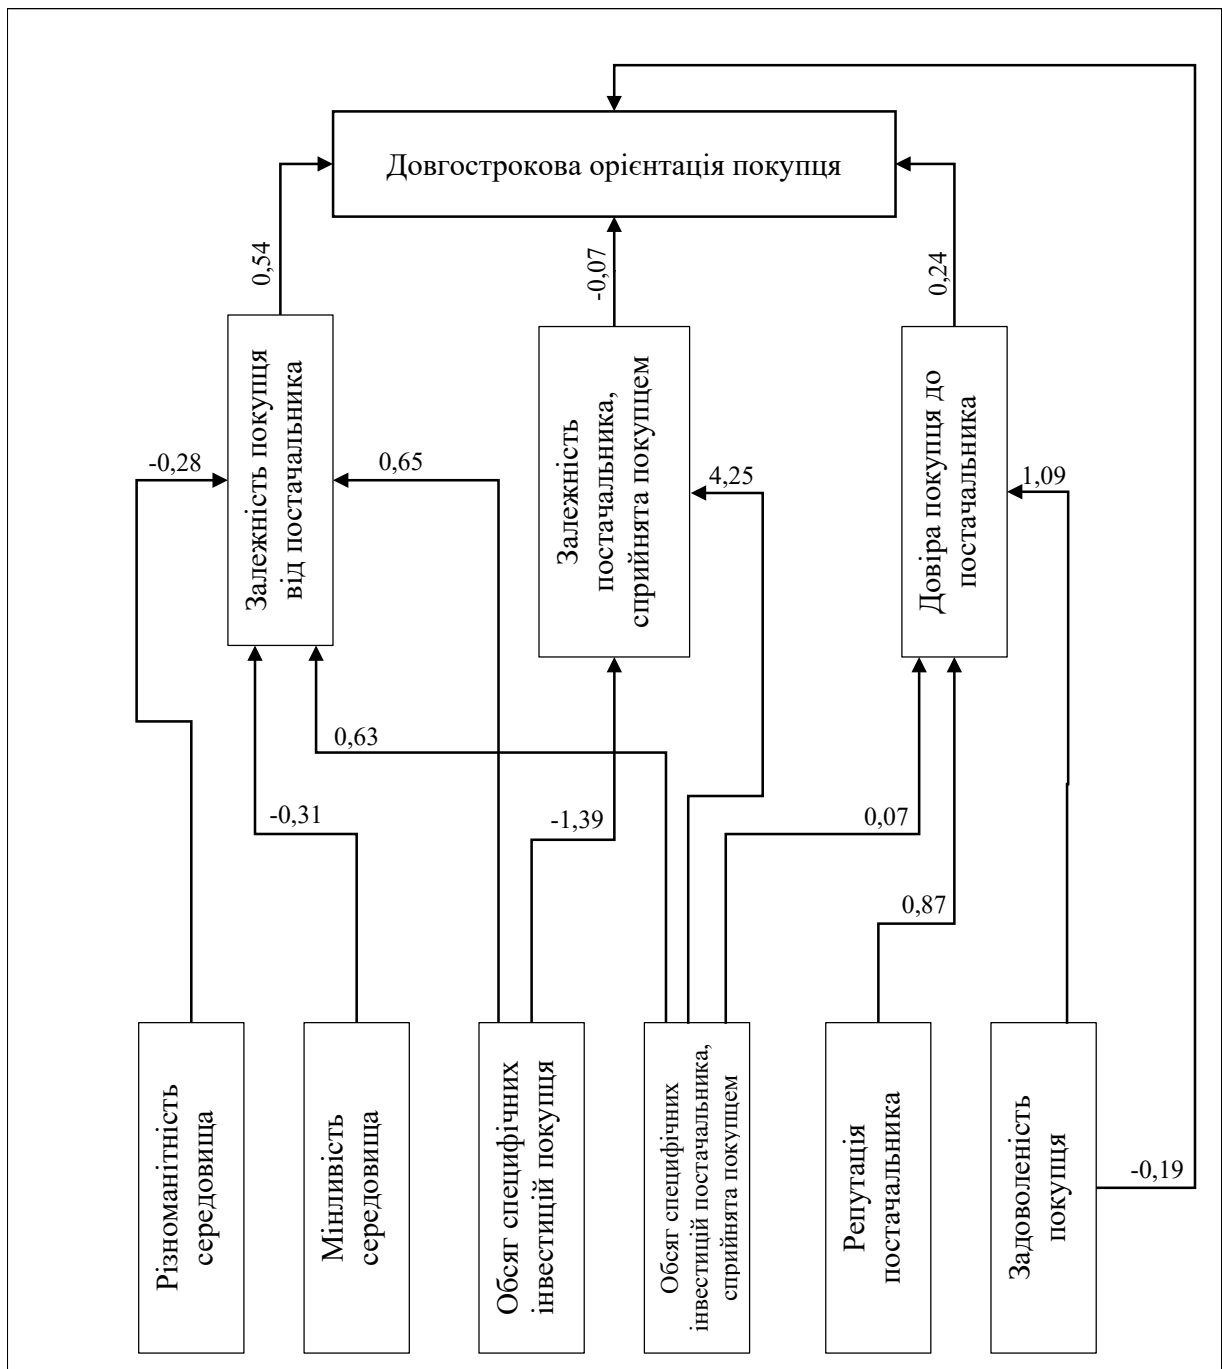 Довгострокова орієнтація покупця
0,54
-0,07
0,24
Залежність покупця
від постачальника
Залежність
постачальника,
сприйнята покупцем
Довіра покупця до
постачальника
-0,28
0,65
4,25
1,09
0,63
-0,31
-1,39
0,07
0,87
Різноманітність
середовища
Мінливість
середовища
Обсяг специфічних
інвестицій покупця
Обсяг специфічних
інвестицій постачальника,
сприйнята покупцем
Репутація
постачальника
Задоволеність
покупця
-0,19